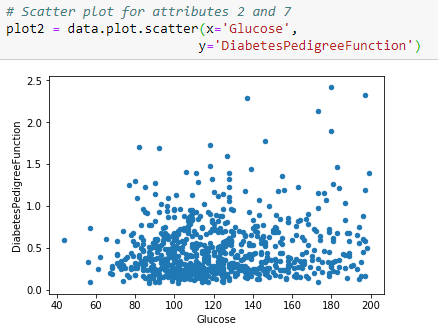 # Scatter plot for attributes 2 and 7
plot2 = data.plot.scatter(x='Glucose',
y='DiabetesPedigreeFunction')
2.5
2.0
1.5
1.0
0.5
0.0
DiabetesPedigreeFunction
40 60 80 100 120 140 160 180 200
Glucose